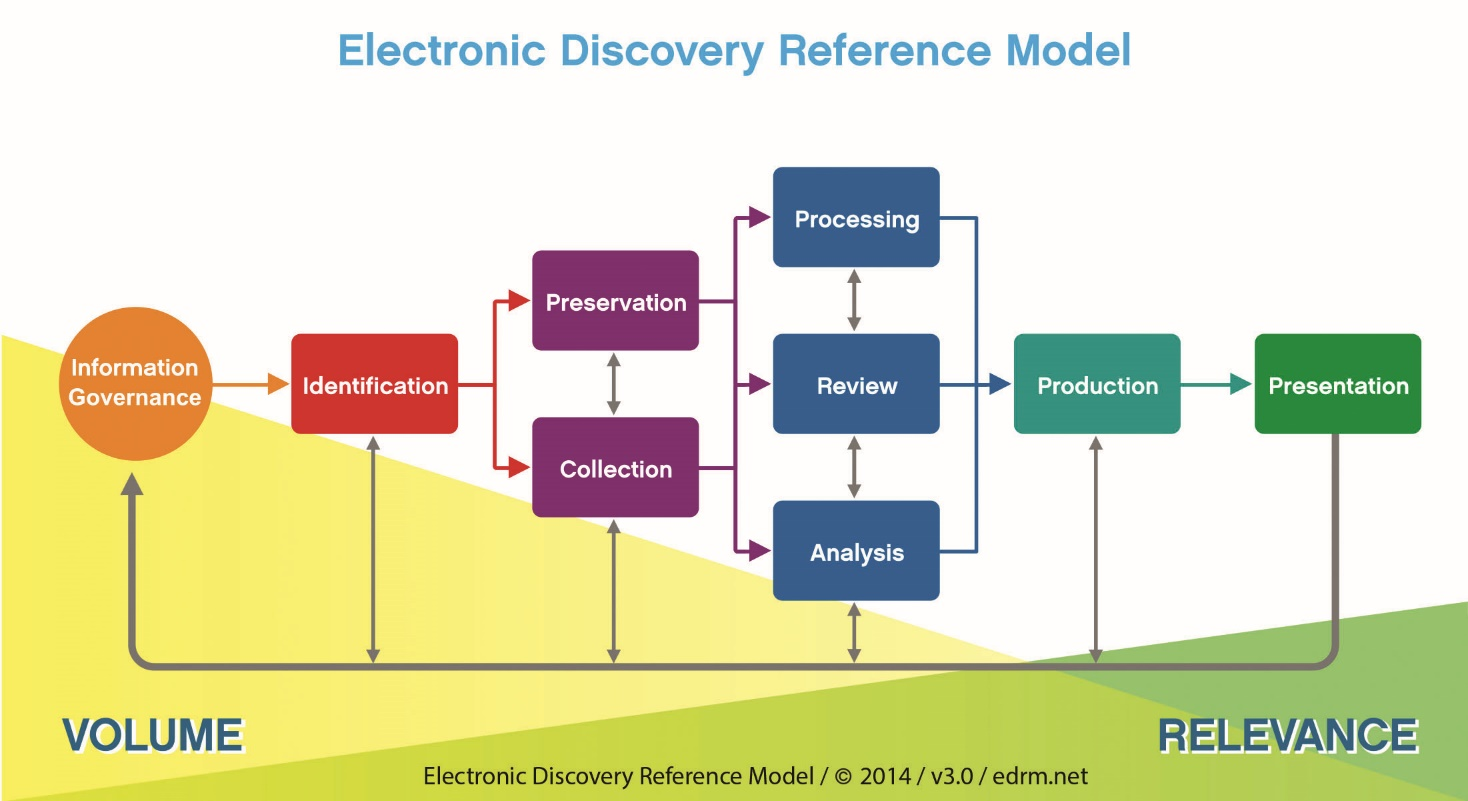 Electronic Discovery Reference Model
Information
Governance
Identification
Preservation
Collection
Processing
Review
Analysis
Production
Presentation
VOLUME
RELEVANCE
Electronic Discovery Reference Model / © 2014 / v3.0 / edrm.net